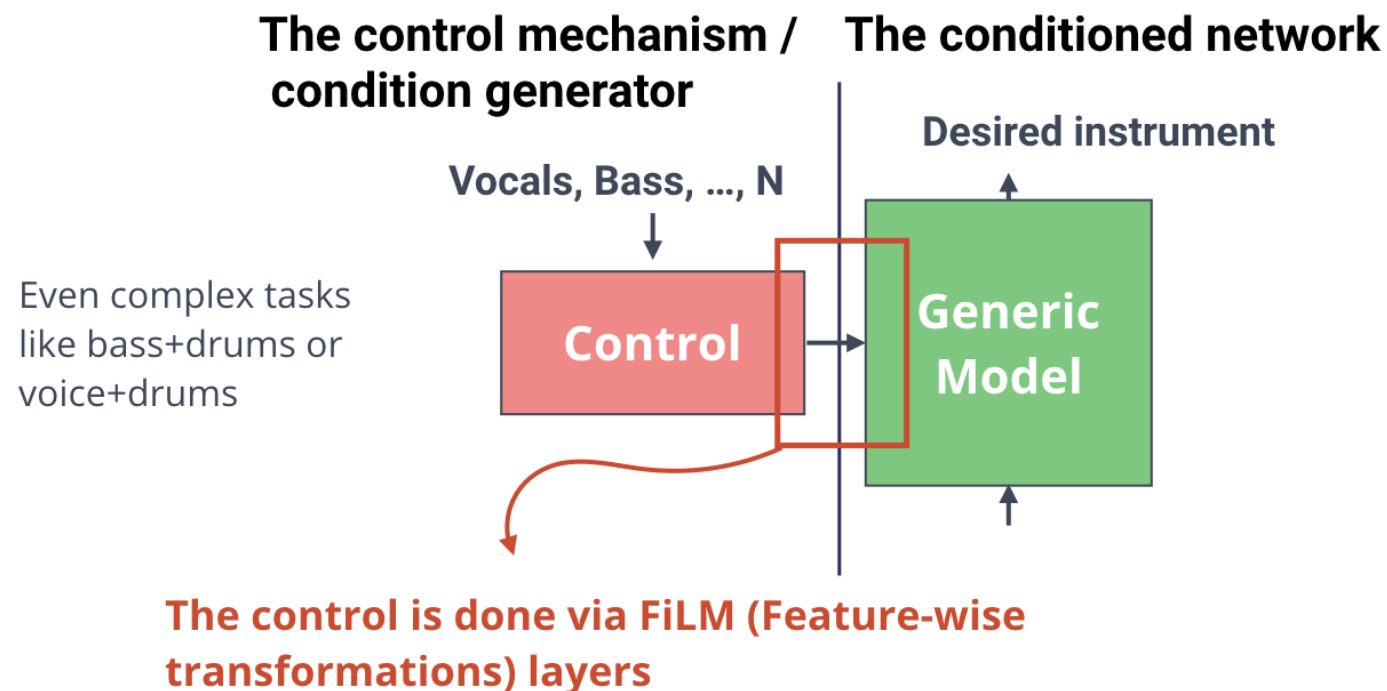 The control mechanism /
condition generator
The conditioned network
Desired instrument
Vocals, Bass, ..., N
Even complex tasks
like bass+drums or
voice+drums
Control
Generic
Model
The control is done via FiLM (Feature-wise
transformations) layers